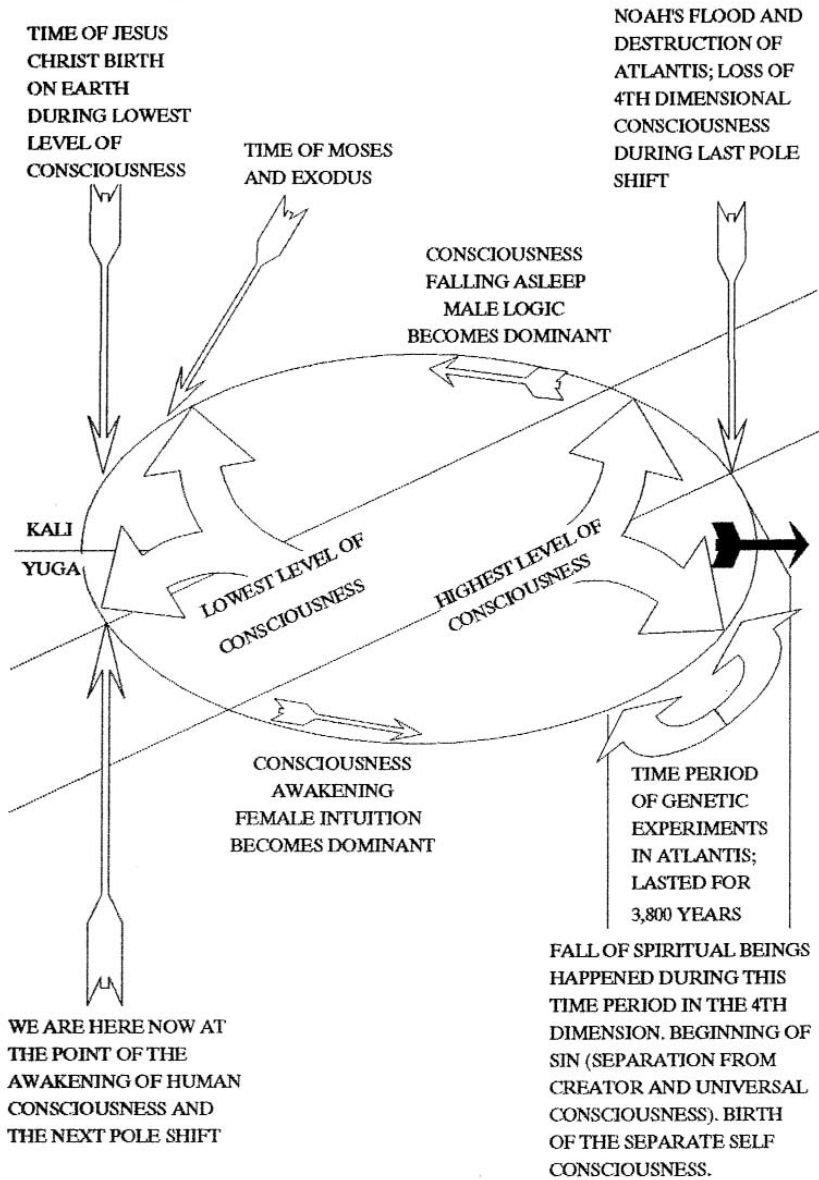 TIME OF JESUS
CHRIST BIRTH
ON EARTH
DURING LOWEST
LEVEL OF
CONSCIOUSNESS
TIME OF MOSES
AND EXODUS
NOAH'S FLOOD AND
DESTRUCTION OF
ATLANTIS; LOSS OF
4TH DIMENSIONAL
CONSCIOUSNESS
DURING LAST POLE
SHIFT
CONSCIOUSNESS
FALLING ASLEEP
MALE LOGIC
BECOMES DOMINANT
KALI
YUGA
LOWEST LEVEL OF
CONSCIOUSNESS
HIGHEST LEVEL OF
CONSCIOUSNESS
CONSCIOUSNESS
AWAKENING
FEMALE INTUITION
BECOMES DOMINANT
TIME PERIOD
OF GENETIC
EXPERIMENTS
IN ATLANTIS;
LASTED FOR
3,800 YEARS
WE ARE HERE NOW AT
THE POINT OF THE
AWAKENING OF HUMAN
CONSCIOUSNESS AND
THE NEXT POLE SHIFT
FALL OF SPIRITUAL BEINGS
HAPPENED DURING THIS
TIME PERIOD IN THE 4TH
DIMENSION. BEGINNING OF
SIN (SEPARATION FROM
CREATOR AND UNIVERSAL
CONSCIOUSNESS). BIRTH
OF THE SEPARATE SELF
CONSCIOUSNESS.